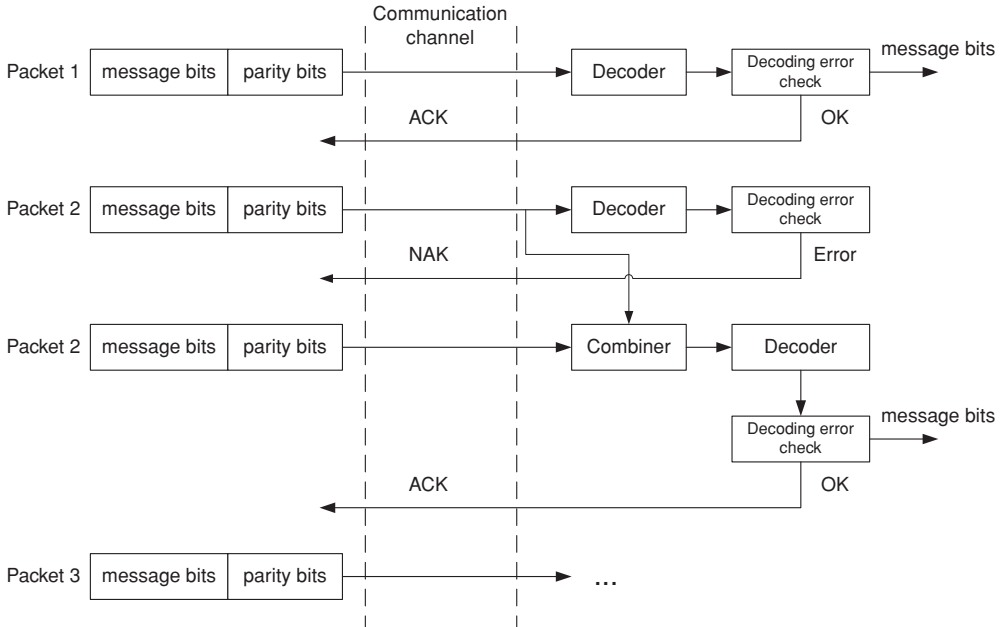 Communication
channel
Packet 1
message bits
parity bits
Decoder
Decoding error
check
message bits
ACK
OK
Packet 2
message bits
parity bits
Decoder
Decoding error
check
NAK
Error
Packet 2
message bits
parity bits
Combiner
Decoder
Decoding error
check
message bits
ACK
OK
Packet 3
message bits
parity bits
...